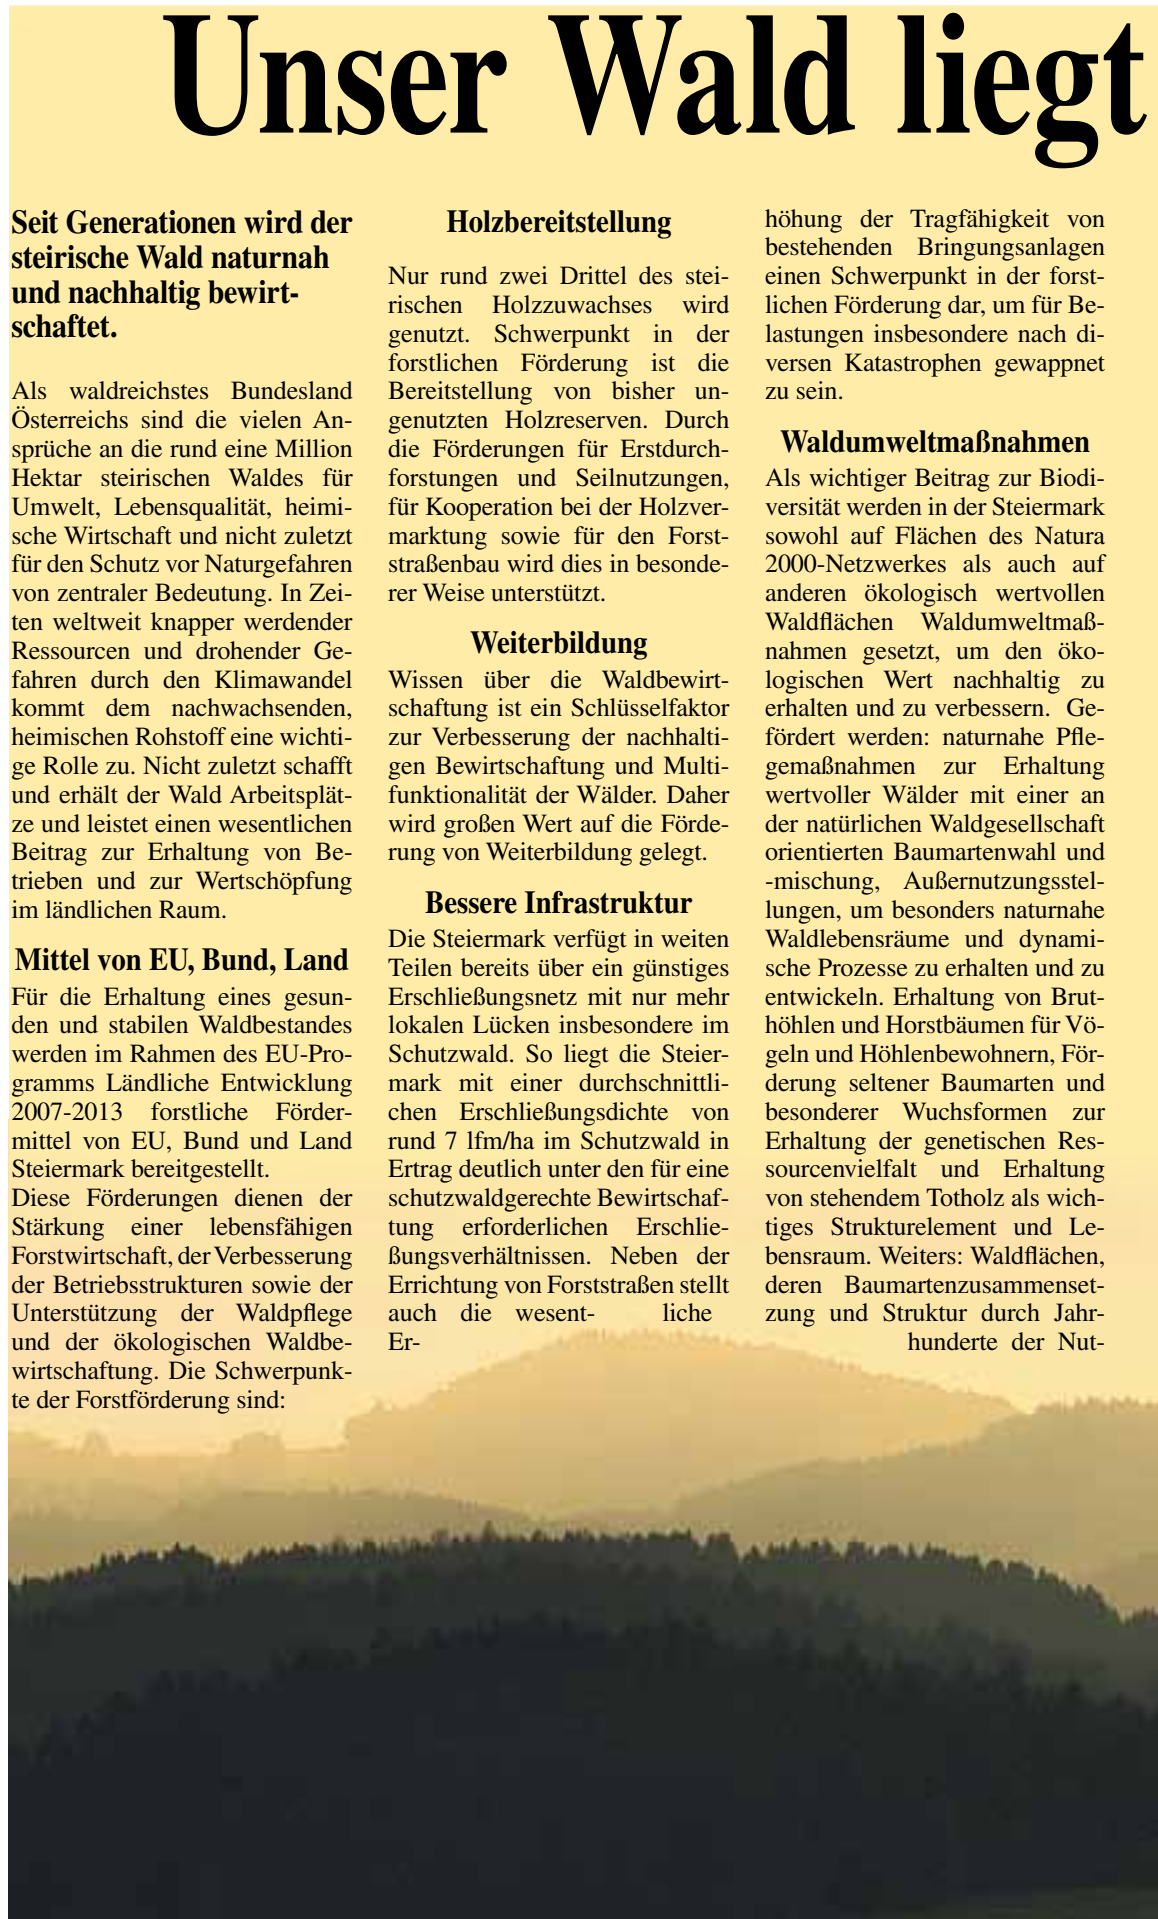 Unser Wald liegt
Seit Generationen wird der
steirische Wald naturnah
und nachhaltig bewirt-
schaftet.
Als waldreichstes Bundesland
Österreichs sind die vielen An-
sprüche an die rund eine Million
Hektar steirischen Waldes für
Umwelt, Lebensqualität, heimi-
sche Wirtschaft und nicht zuletzt
für den Schutz vor Naturgefahren
von zentraler Bedeutung. In Zei-
ten weltweit knapper werdender
Ressourcen und drohender Ge-
fahren durch den Klimawandel
kommt dem nachwachsenden,
heimischen Rohstoff eine wichti-
ge Rolle zu. Nicht zuletzt schafft
und erhält der Wald Arbeitsplät-
ze und leistet einen wesentlichen
Beitrag zur Erhaltung von Be-
trieben und zur Wertschöpfung
im ländlichen Raum.
Mittel von EU, Bund, Land
Für die Erhaltung eines gesun-
den und stabilen Waldbestandes
werden im Rahmen des EU-Pro-
gramms Ländliche Entwicklung
2007-2013 forstliche Förder-
mittel von EU, Bund und Land
Steiermark bereitgestellt.
Diese Förderungen dienen der
Stärkung einer lebensfähigen
Forstwirtschaft, der Verbesserung
der Betriebsstrukturen sowie der
Unterstützung der Waldpflege
und der ökologischen Waldbe-
wirtschaftung. Die Schwerpunk-
te der Forstförderung sind:
Holzbereitstellung
Nur rund zwei Drittel des stei-
rischen Holzzuwachses wird
genutzt. Schwerpunkt in der
forstlichen Förderung ist die
Bereitstellung von bisher un-
genutzten Holzreserven. Durch
die Förderungen für Erstdurch-
forstungen und Seilnutzungen,
für Kooperation bei der Holzver-
marktung sowie für den Forst-
straßenbau wird dies in besonde-
rer Weise unterstützt.
Weiterbildung
Wissen über die Waldbewirt-
schaftung ist ein Schlüsselfaktor
zur Verbesserung der nachhalti-
gen Bewirtschaftung und Multi-
funktionalität der Wälder. Daher
wird großen Wert auf die Förde-
rung von Weiterbildung gelegt.
Bessere Infrastruktur
Die Steiermark verfügt in weiten
Teilen bereits über ein günstiges
Erschließungsnetz mit nur mehr
lokalen Lücken insbesondere im
Schutzwald. So liegt die Steier-
mark mit einer durchschnittli-
chen Erschließungsdichte von
rund 7 lfm/ha im Schutzwald in
Ertrag deutlich unter den für eine
schutzwaldgerechte Bewirtschaf-
tung erforderlichen Erschlie-
ßungsverhältnissen. Neben der
Errichtung von Forststraßen stellt
auch die wesent- liche
Er-
höhung der Tragfähigkeit von
bestehenden Bringungsanlagen
einen Schwerpunkt in der forst-
lichen Förderung dar, um für Be-
lastungen insbesondere nach di-
versen Katastrophen gewappnet
zu sein.
Waldumweltmaßnahmen
Als wichtiger Beitrag zur Biodi-
versität werden in der Steiermark
sowohl auf Flächen des Natura
2000-Netzwerkes als auch auf
anderen ökologisch wertvollen
Waldflächen Waldumweltmaß-
nahmen gesetzt, um den öko-
logischen Wert nachhaltig zu
erhalten und zu verbessern. Ge-
fördert werden: naturnahe Pfle-
gemaßnahmen zur Erhaltung
wertvoller Wälder mit einer an
der natürlichen Waldgesellschaft
orientierten Baumartenwahl und
-mischung, Außernutzungsstel-
lungen, um besonders naturnahe
Waldlebensräume und dynami-
sche Prozesse zu erhalten und zu
entwickeln. Erhaltung von Brut-
höhlen und Horstbäumen für Vö-
geln und Höhlenbewohnern, För-
derung seltener Baumarten und
besonderer Wuchsformen zur
Erhaltung der genetischen Res-
sourcenvielfalt und Erhaltung
von stehendem Totholz als wich-
tiges Strukturelement und Le-
bensraum. Weiters: Waldflächen,
deren Baumartenzusammenset-
zung und Struktur durch Jahr-
hunderte der Nut-